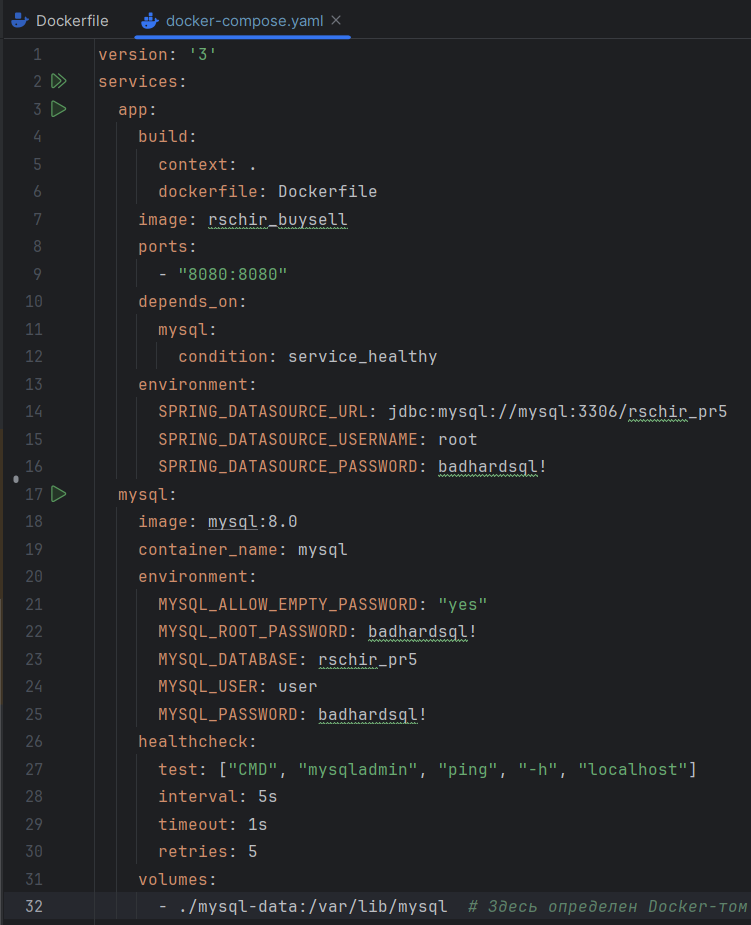 Dockerfile docker-compose.yaml
1 version: '3'
2 services:
3   app:
4     build:
5       context: .
6       dockerfile: Dockerfile
7     image: rschir_buysell
8     ports:
9       - "8080:8080"
10     depends_on:
11       mysql:
12         condition: service_healthy
13     environment:
14       SPRING_DATASOURCE_URL: jdbc:mysql://mysql:3306/rschir_pr5
15       SPRING_DATASOURCE_USERNAME: root
16       SPRING_DATASOURCE_PASSWORD: badhardsql!
17   mysql:
18     image: mysql:8.0
19     container_name: mysql
20     environment:
21       MYSQL_ALLOW_EMPTY_PASSWORD: "yes"
22       MYSQL_ROOT_PASSWORD: badhardsql!
23       MYSQL_DATABASE: rschir_pr5
24       MYSQL_USER: user
25       MYSQL_PASSWORD: badhardsql!
26     healthcheck:
27       test: ["CMD", "mysqladmin", "ping", "-h", "localhost"]
28       interval: 5s
29       timeout: 1s
30       retries: 5
31     volumes:
32       - ./mysql-data:/var/lib/mysql  # Здесь определен Docker-том